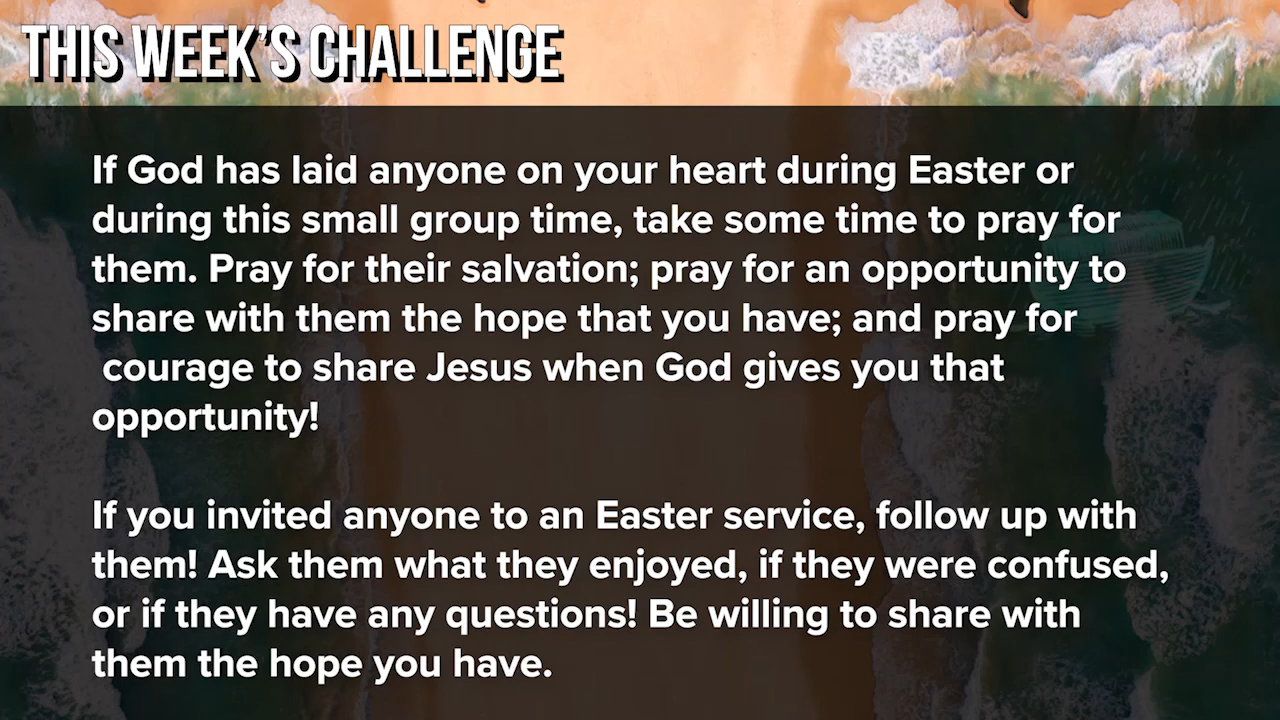 THIS WEEK'S CHALLENGE
If God has laid anyone on your heart during Easter or
during this small group time, take some time to pray for
them. Pray for their salvation; pray for an opportunity to
share with them the hope that you have; and pray for
courage to share Jesus when God gives you that
opportunity!
If you invited anyone to an Easter service, follow up with
them! Ask them what they enjoyed, if they were confused,
or if they have any questions! Be willing to share with
them the hope you have.